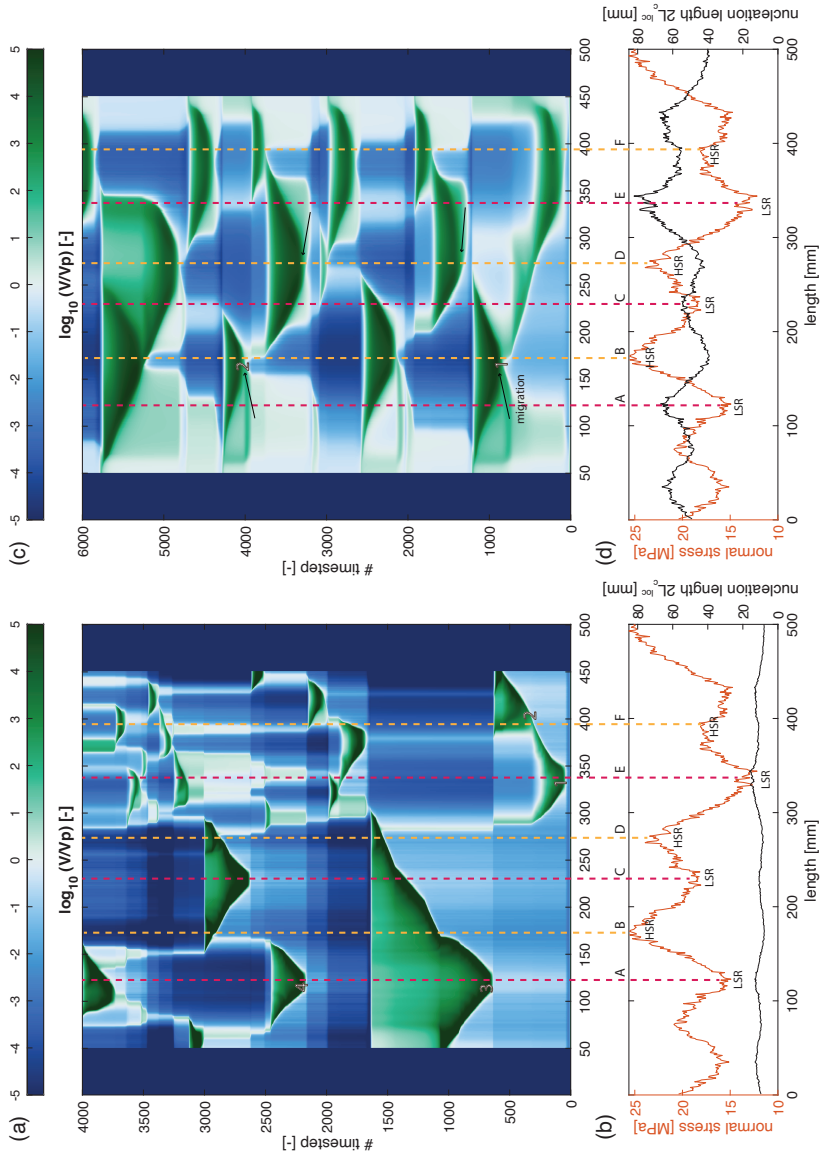 (a)
-5 -4 -3 -2 -1 0 1 2 3 4 5
log10 (V/Vp) [-]
# timestep [-]
4000
3500
3000
2500
2000
1500
1000
500
0
1
2
3
4
50 100 150 200 250 300 350 400 450 500
(b)
A B C D E F
normal stress [MPa]
25
20
15
10
LSR
HSR
LSR
HSR
LSR
HSR
nucleation length 2Lc loc [mm]
80
60
40
20
0
0 100 200 300 400 500
length [mm]
(c)
-5 -4 -3 -2 -1 0 1 2 3 4 5
log10 (V/Vp) [-]
# timestep [-]
6000
5000
4000
3000
2000
1000
0
2
1
migration
50 100 150 200 250 300 350 400 450 500
(d)
A B C D E F
normal stress [MPa]
25
20
15
10
LSR
HSR
LSR
HSR
LSR
HSR
nucleation length 2Lc loc [mm]
80
60
40
20
0
0 100 200 300 400 500
length [mm]